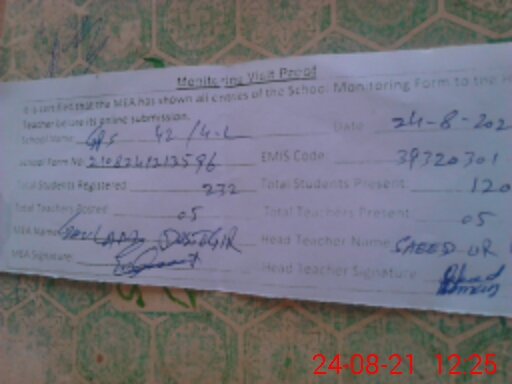 Monitoring Visit Proof
It is certified that the MEA has shown all entries of the School Monitoring Form to the
Teacher before its online submission.
School Name: GPS 42/4-L Date: 24-8-202
School Form No: EMIS Code: 39320301
Total Students Registered: 232 Total Students Present: 120
Total Teachers Posted: 05 Total Teachers Present: 05
MEA Name: Head Teacher Name: SAEED UR
MEA Signature: Head Teacher Signature:
24-08-21 12:25